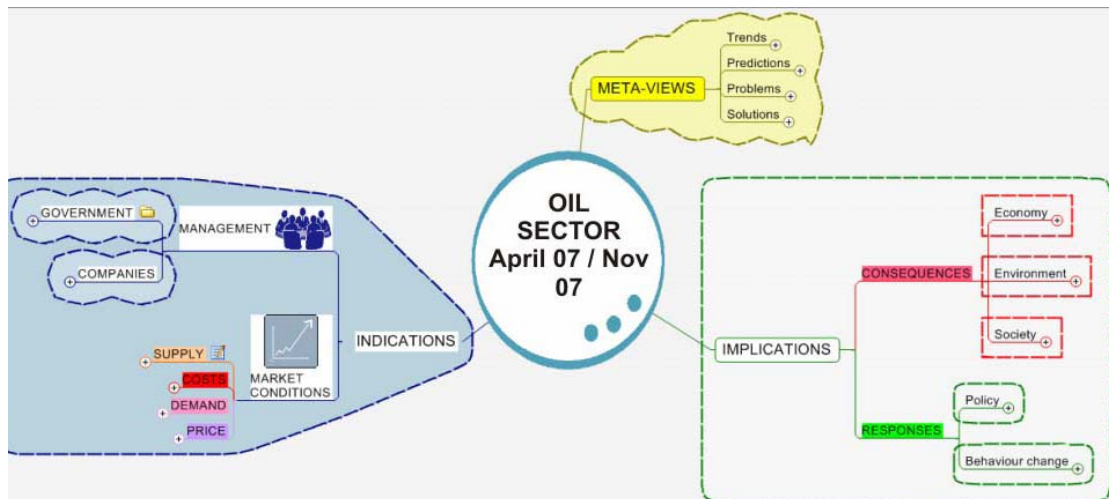 OIL
SECTOR
April 07 / Nov
07
META-VIEWS
Trends
Predictions
Problems
Solutions
INDICATIONS
MANAGEMENT
GOVERNMENT
COMPANIES
MARKET
CONDITIONS
SUPPLY
COSTS
DEMAND
PRICE
IMPLICATIONS
CONSEQUENCES
Economy
Environment
Society
RESPONSES
Policy
Behaviour change